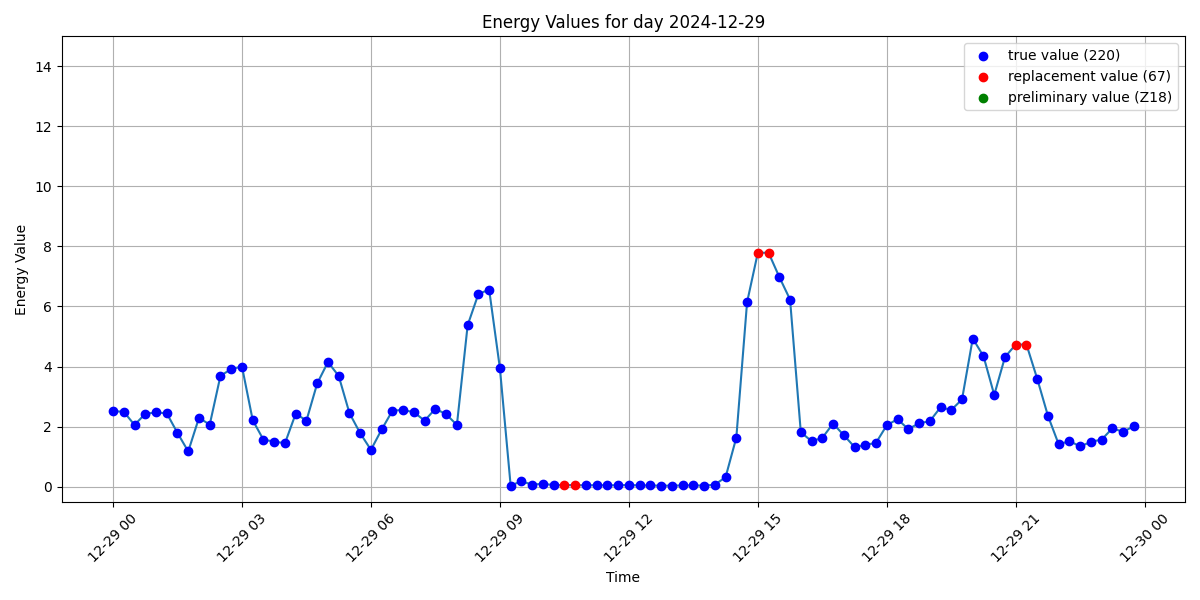 Energy Values for day 2024-12-29
true value (220)
replacement value (67)
preliminary value (Z18)
Energy Value
14
12
10
8
6
4
2
0
12-29 00
12-29 03
12-29 06
12-29 09
12-29 12
12-29 15
12-29 18
12-29 21
12-30 00
Time